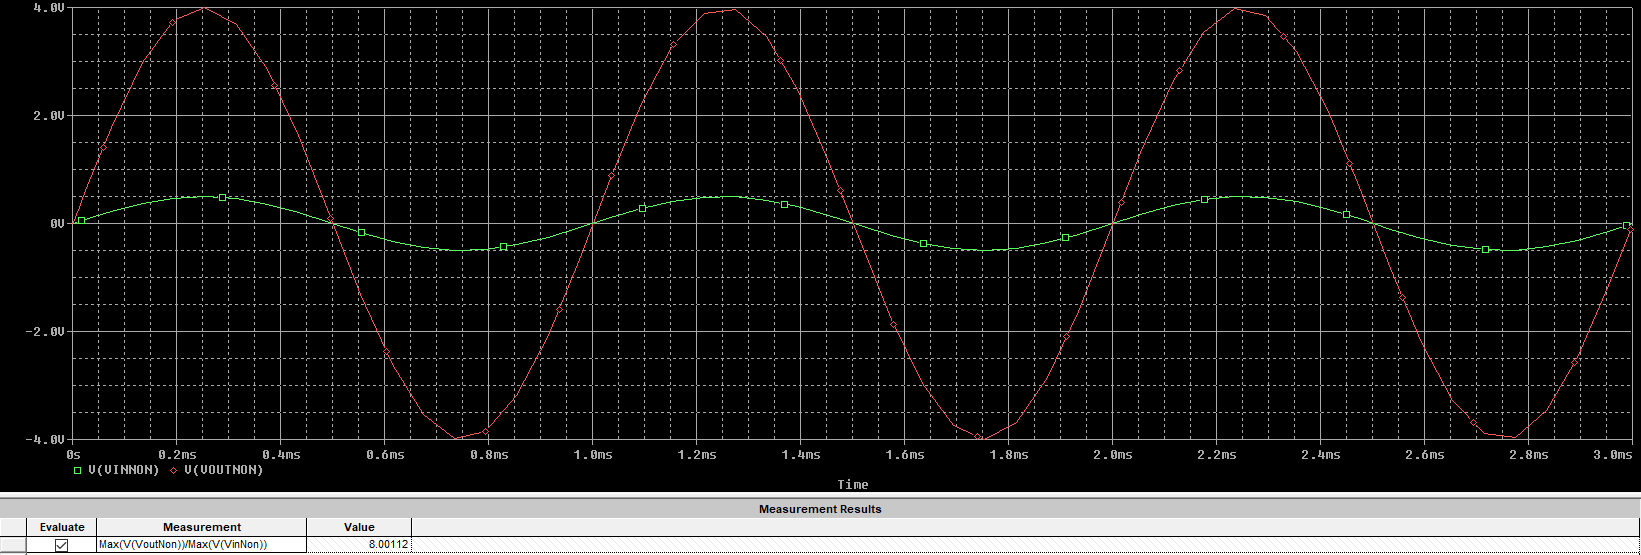 4.0V
2.0V
0V
-2.0V
-4.0V
0s 0.2ms 0.4ms 0.6ms 0.8ms 1.0ms 1.2ms 1.4ms 1.6ms 1.8ms 2.0ms 2.2ms 2.4ms 2.6ms 2.8ms 3.0ms
V(VINNON) V(VOUTNON)
Time
Measurement Results
Evaluate Measurement Value
Max(V(VoutNon))/Max(V(VinNon)) 8.00112